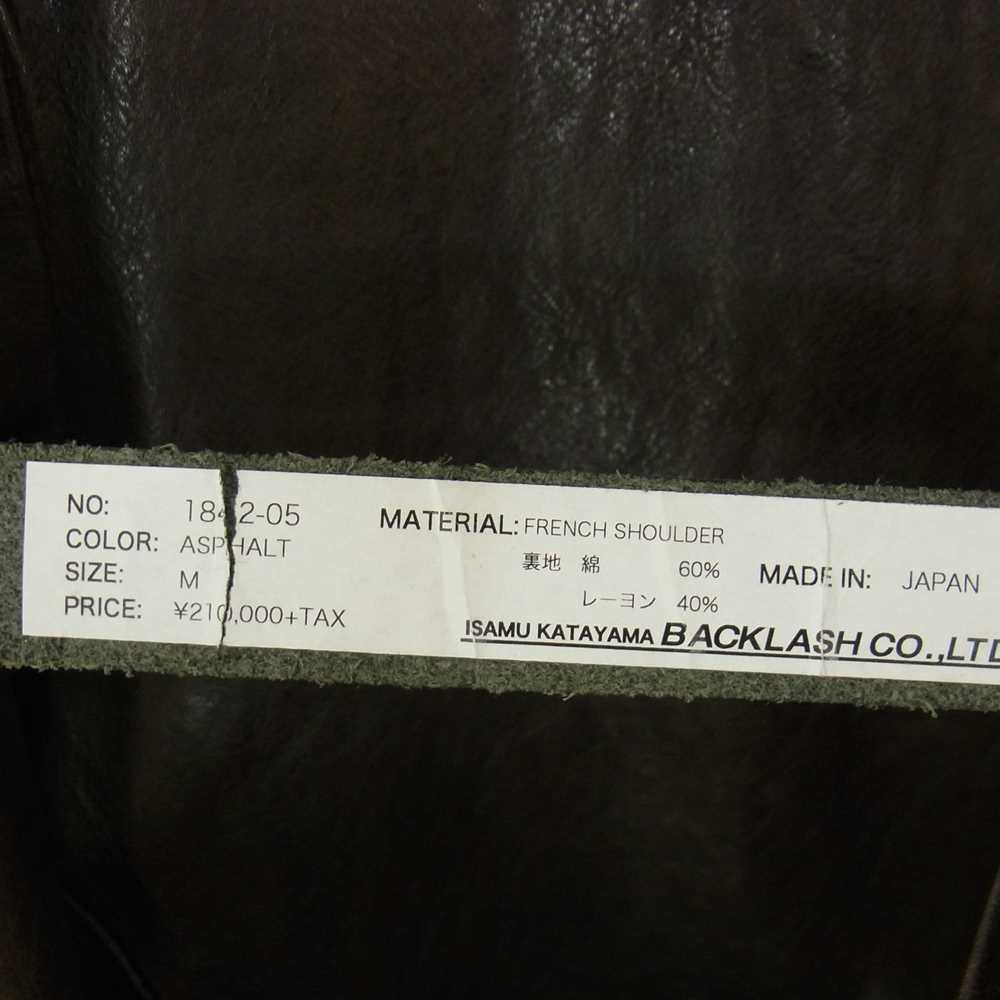 NO: 1842-05
COLOR: ASPHALT
SIZE: M
PRICE: ¥210,000+TAX
MATERIAL: FRENCH SHOULDER
裏地 綿 60%
レーヨン 40%
MADE IN: JAPAN
ISAMU KATAYAMA BACKLASH CO.,LTD